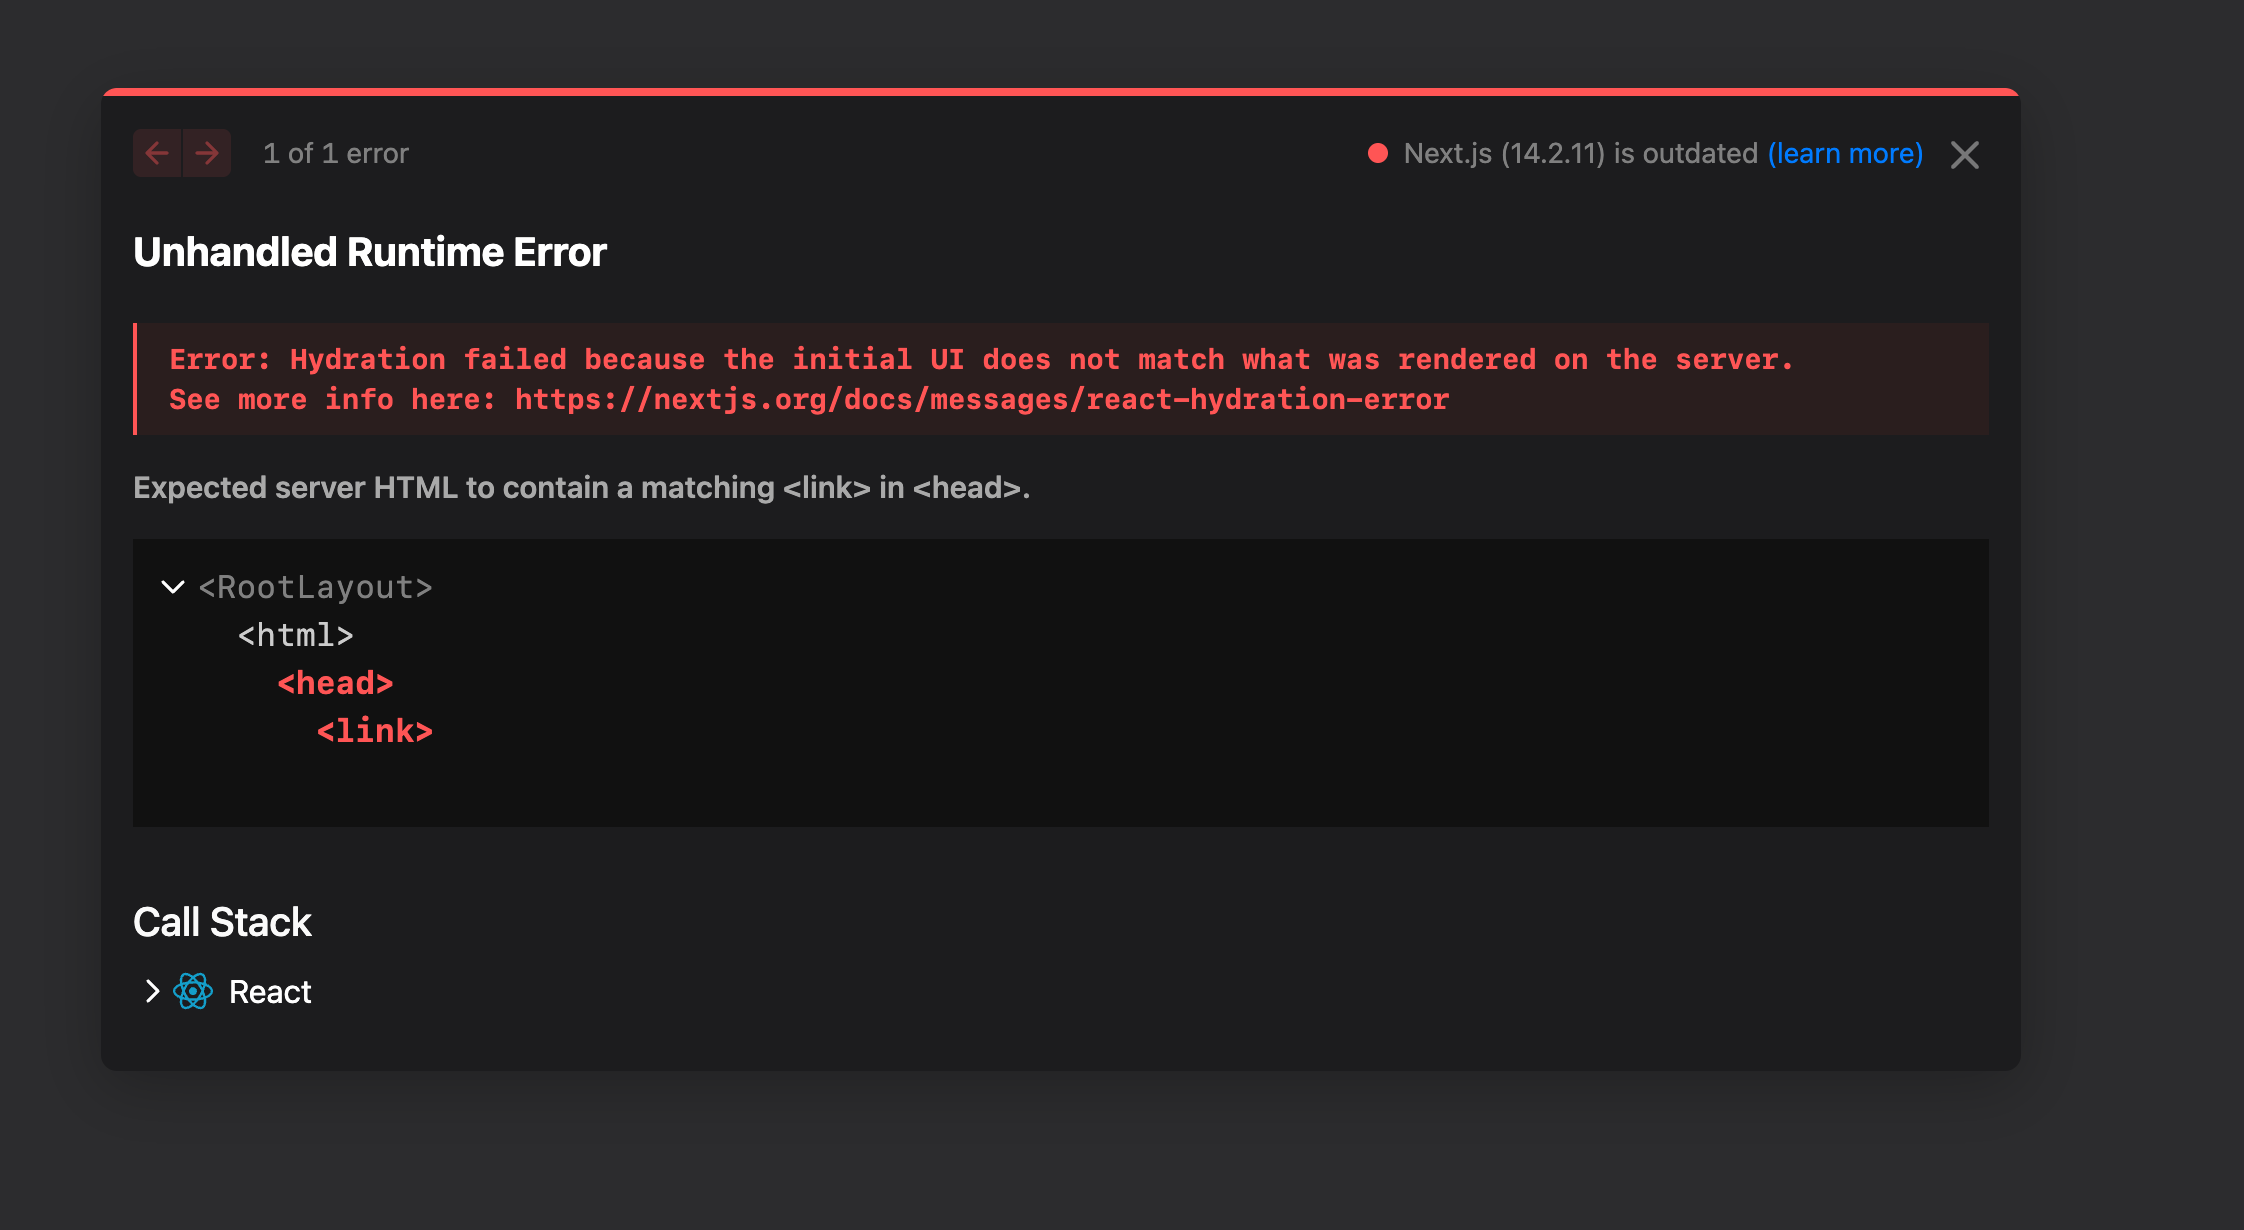 1 of 1 error
Next.js (14.2.11) is outdated (learn more)
Unhandled Runtime Error
Error: Hydration failed because the initial UI does not match what was rendered on the server.
See more info here: https://nextjs.org/docs/messages/react-hydration-error
Expected server HTML to contain a matching <link> in <head>.
<RootLayout>
<html>
<head>
<link>
Call Stack
React